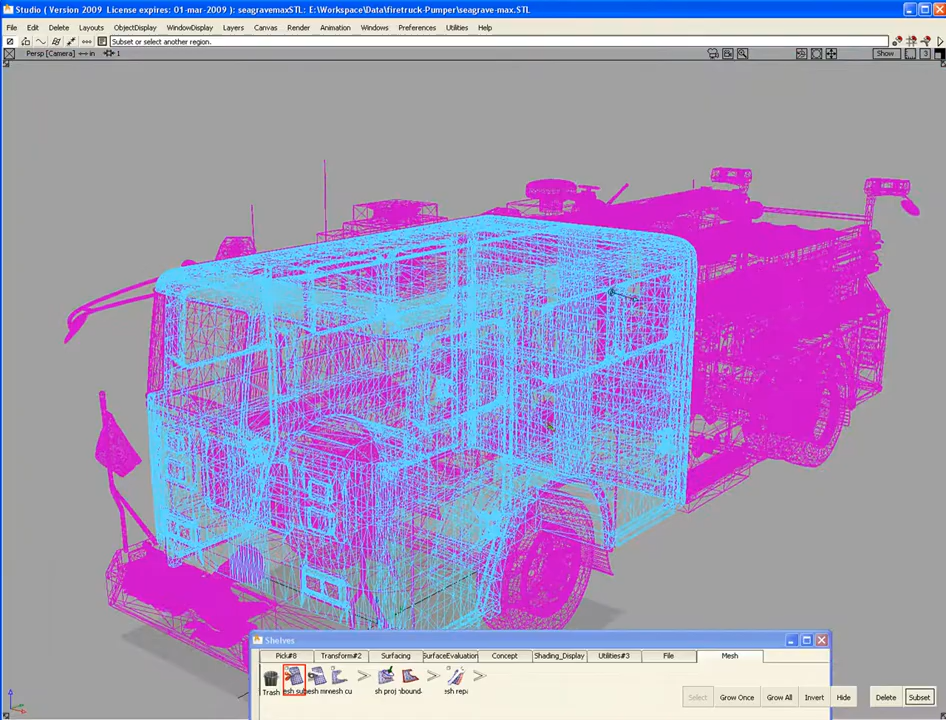 Studio ( Version 2009 License expires: 01-mar-2009 ): seagravemaxSTL: E:\Workspace\Data\firetruck-Pumper\seagrave-max.STL
File Edit Delete Layouts ObjectDisplay WindowDisplay Layers Canvas Render Animation Windows Preferences Utilities Help
Subset or select another region.
Persp [Camera] in 1 Show 3
Shelves
Pick#8 Transform#2 Surfacing SurfaceEvaluation Concept Shading_Display Utilities#3 File Mesh
Trash
Select Grow Once Grow All Invert Hide Delete Subset